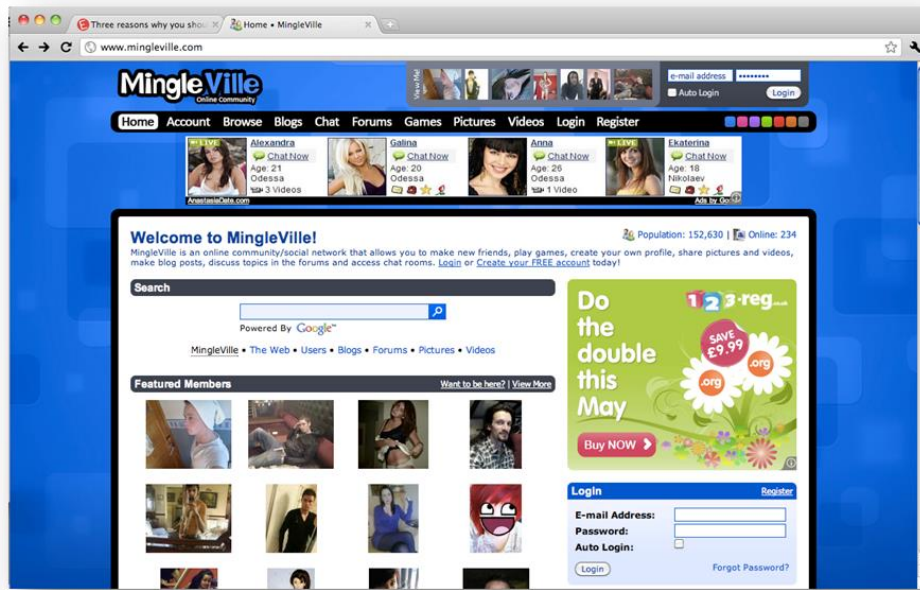 Three reasons why you shou
Home • MingleVille
www.mingleville.com
MingleVille
Online Community
View Me!
e-mail address
Auto Login
Login
Home Account Browse Blogs Chat Forums Games Pictures Videos Login Register
LIVE
Alexandra
Chat Now
Age: 21
Odessa
3 Videos
Galina
Chat Now
Age: 20
Odessa
Anna
Chat Now
Age: 26
Odessa
1 Video
LIVE
Ekaterina
Chat Now
Age: 18
Nikolaev
AnastasiaDate.com
Ads by Google
Welcome to MingleVille!
Population: 152,630 | Online: 234
MingleVille is an online community/social network that allows you to make new friends, play games, create your own profile, share pictures and videos,
make blog posts, discuss topics in the forums and access chat rooms. Login or Create your FREE account today!
Search
Powered By Google™
MingleVille • The Web • Users • Blogs • Forums • Pictures • Videos
Featured Members
Want to be here? | View More
Do
the
double
this
May
123-reg.co.uk
SAVE
£9.99
.org
.org
Buy NOW
Login
Register
E-mail Address:
Password:
Auto Login:
Login
Forgot Password?